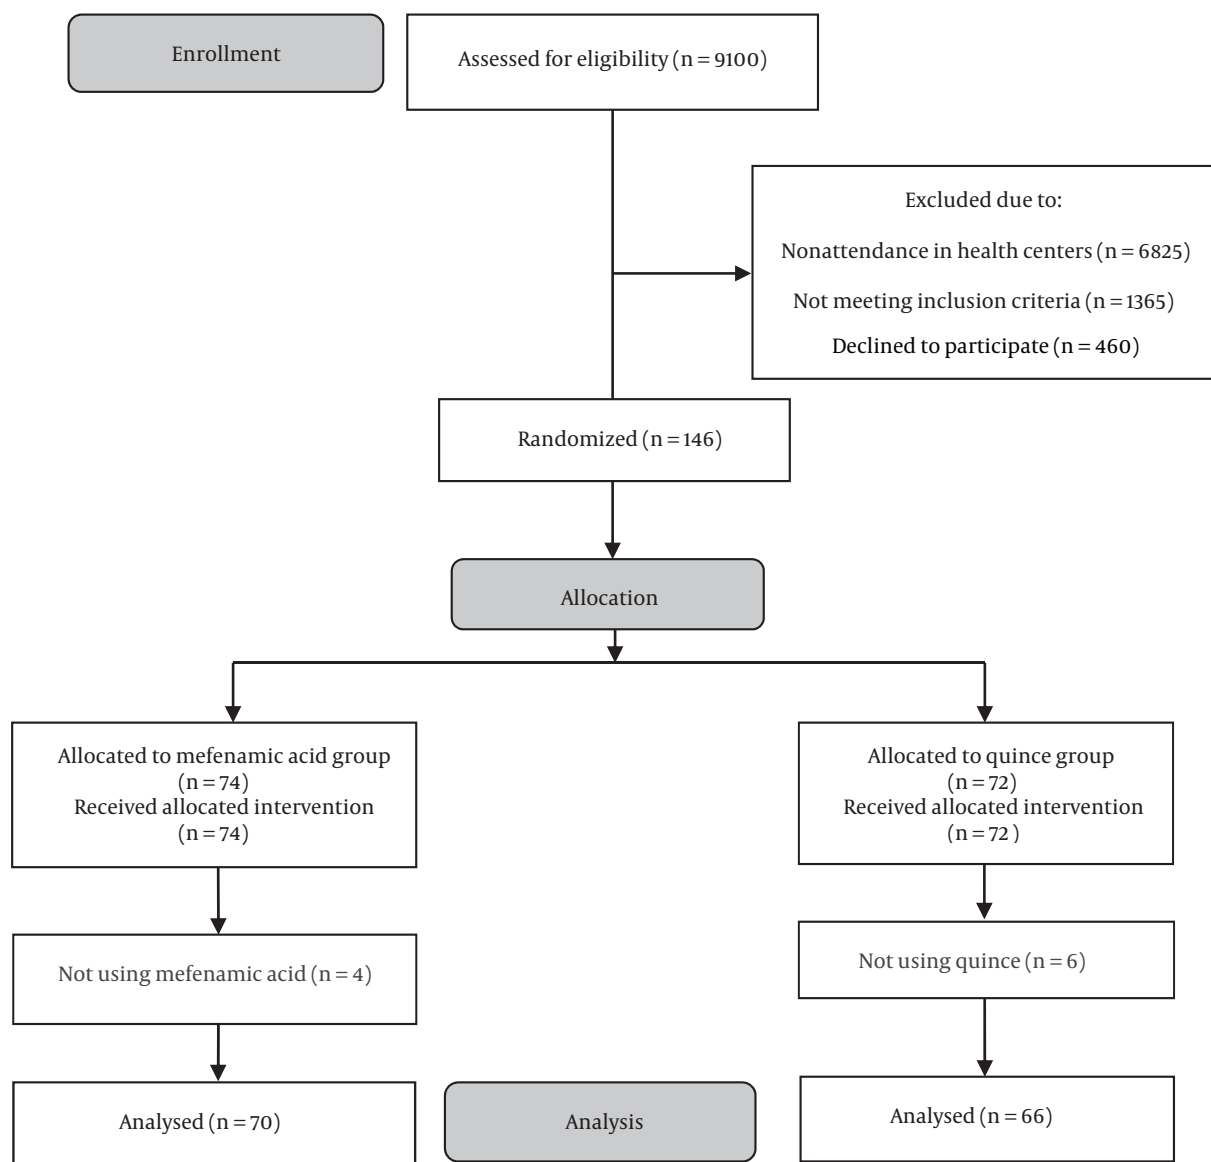 Enrollment
Assessed for eligibility (n = 9100)
Excluded due to:
Nonattendance in health centers (n = 6825)
Not meeting inclusion criteria (n = 1365)
Declined to participate (n = 460)
Randomized (n = 146)
Allocation
Allocated to mefenamic acid group
(n = 74)
Received allocated intervention
(n = 74)
Allocated to quince group
(n = 72)
Received allocated intervention
(n = 72 )
Not using mefenamic acid (n = 4)
Not using quince (n = 6)
Analysed (n = 70)
Analysis
Analysed (n = 66)